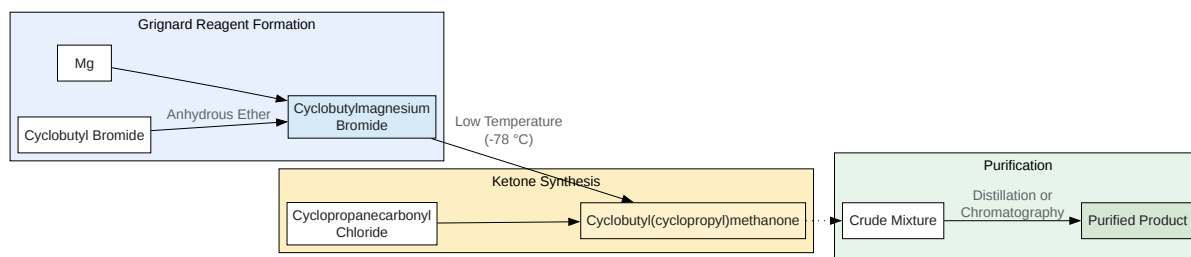 Grignard Reagent Formation
Mg
Cyclobutyl Bromide
Anhydrous Ether
Cyclobutylmagnesium
Bromide
Low Temperature
(-78 °C)
Ketone Synthesis
Cyclopropanecarbonyl
Chloride
Cyclobutyl(cyclopropyl)methanone
Purification
Crude Mixture
Distillation or
Chromatography
Purified Product